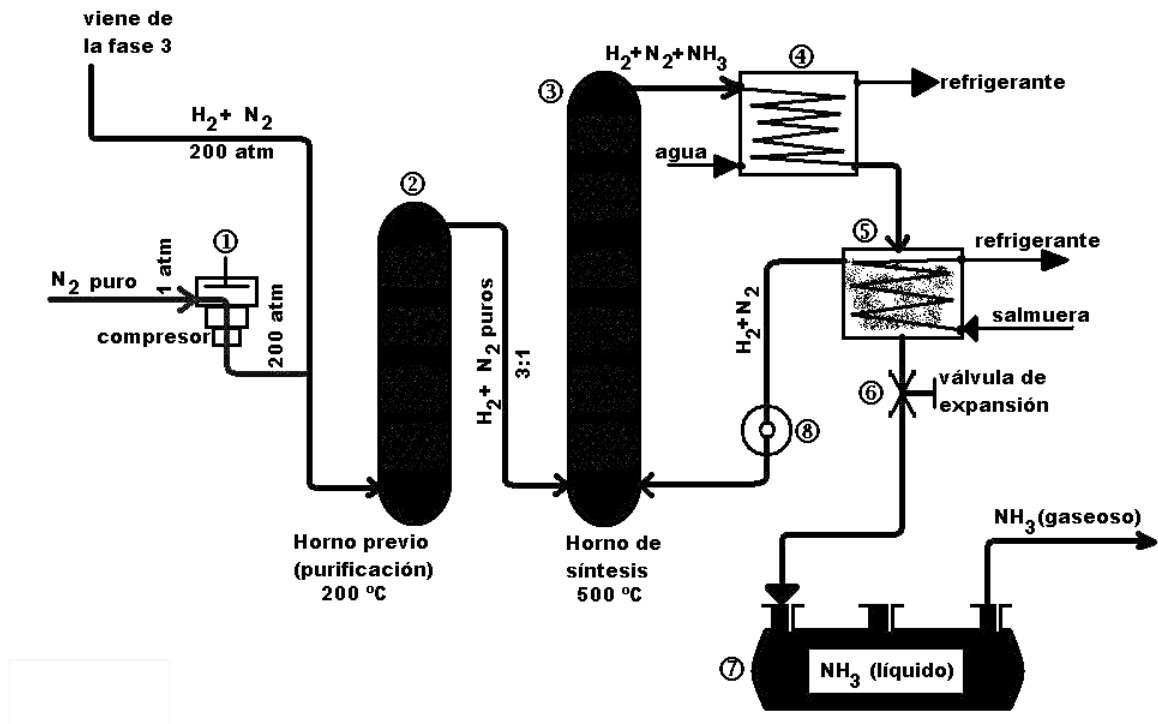 viene de
la fase 3
H₂+ N₂
200 atm
①
N₂ puro
1 atm
compresor
200 atm
②
H₂+ N₂ puros
3:1
Horno previo
(purificación)
200 ºC
③
H₂+N₂+NH₃
Horno de
síntesis
500 ºC
④
refrigerante
agua
⑤
refrigerante
salmuera
H₂+N₂
⑧
⑥
válvula de
expansión
NH₃ (gaseoso)
⑦
NH₃ (líquido)